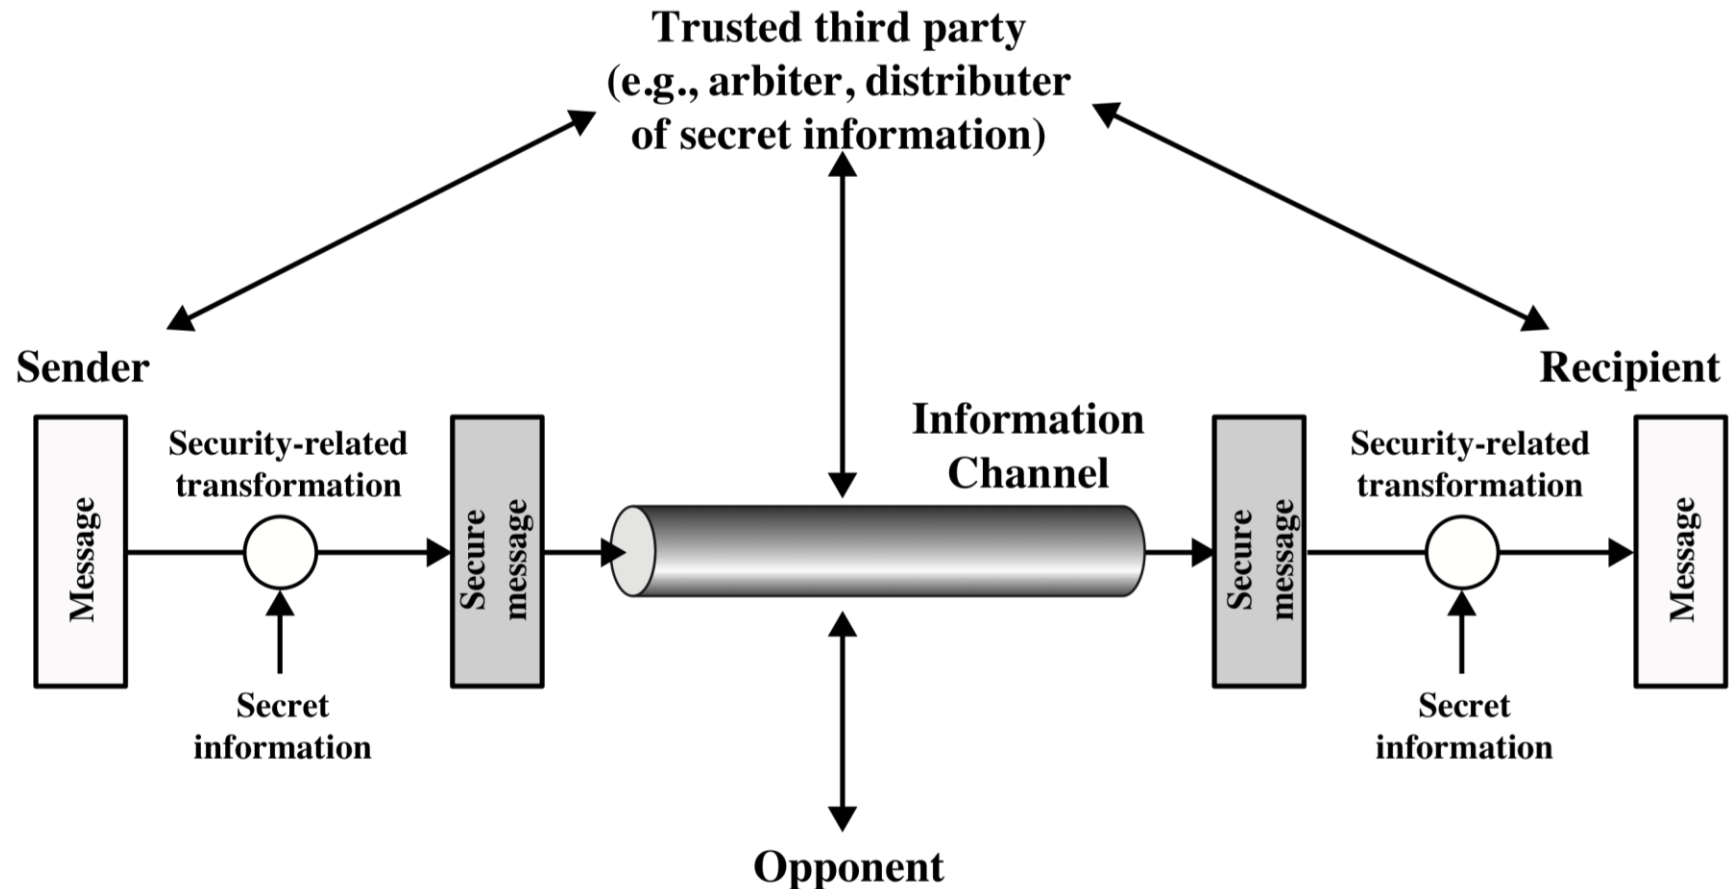 Trusted third party
(e.g., arbiter, distributer
of secret information)
Sender
Recipient
Information
Channel
Security-related
transformation
Security-related
transformation
Message
Secure
message
Secure
message
Message
Secret
information
Secret
information
Opponent